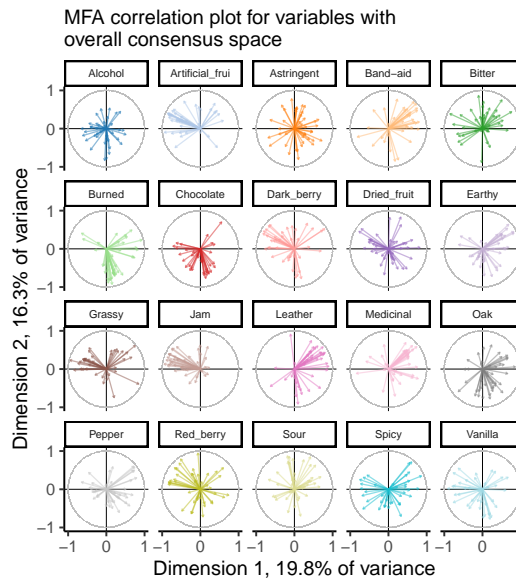 MFA correlation plot for variables with
overall consensus space
Alcohol Artificial_frui Astringent Band−aid Bitter
1
0
−1
Burned Chocolate Dark_berry Dried_fruit Earthy
1
0
−1
Grassy Jam Leather Medicinal Oak
1
0
−1
Pepper Red_berry Sour Spicy Vanilla
1
0
−1
−1 0 1 −1 0 1 −1 0 1 −1 0 1 −1 0 1
Dimension 1, 19.8% of variance
Dimension 2, 16.3% of variance